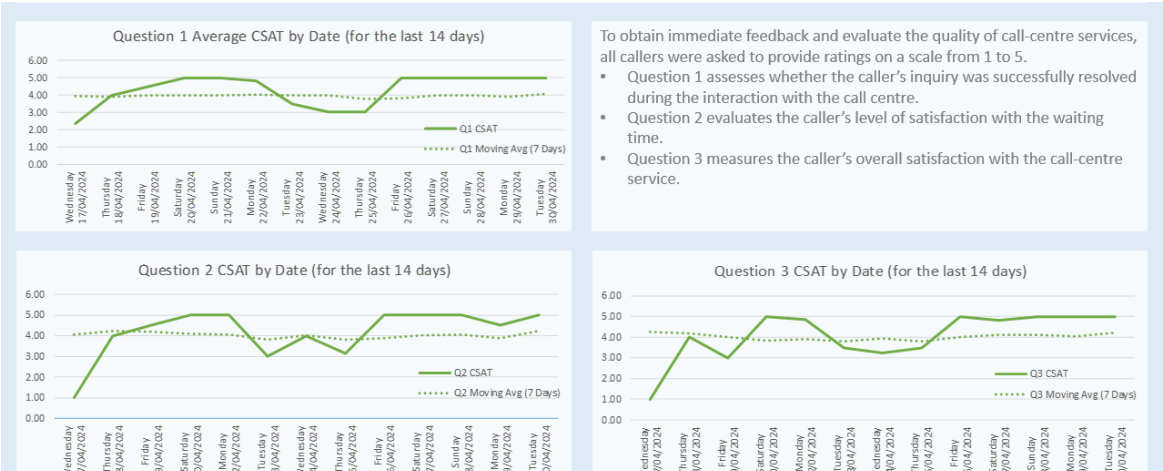 Question 1 Average CSAT by Date (for the last 14 days)
6.00
5.00
4.00
3.00
2.00
1.00
0.00
Q1 CSAT
Q1 Moving Avg (7 Days)
Wednesday 17/04/2024
Thursday 18/04/2024
Friday 19/04/2024
Saturday 20/04/2024
Sunday 21/04/2024
Monday 22/04/2024
Tuesday 23/04/2024
Wednesday 24/04/2024
Thursday 25/04/2024
Friday 26/04/2024
Saturday 27/04/2024
Sunday 28/04/2024
Monday 29/04/2024
Tuesday 30/04/2024
To obtain immediate feedback and evaluate the quality of call-centre services,
all callers were asked to provide ratings on a scale from 1 to 5.
• Question 1 assesses whether the caller’s inquiry was successfully resolved
during the interaction with the call centre.
• Question 2 evaluates the caller’s level of satisfaction with the waiting
time.
• Question 3 measures the caller’s overall satisfaction with the call-centre
service.
Question 2 CSAT by Date (for the last 14 days)
6.00
5.00
4.00
3.00
2.00
1.00
0.00
Q2 CSAT
Q2 Moving Avg (7 Days)
Thursday
Friday
Saturday
Sunday
Monday
Tuesday
Thursday
Friday
Saturday
Sunday
Monday
Tuesday
Question 3 CSAT by Date (for the last 14 days)
6.00
5.00
4.00
3.00
2.00
1.00
0.00
Q3 CSAT
Q3 Moving Avg (7 Days)
Friday
Saturday
Sunday
Monday
Tuesday
Friday
Saturday
Sunday
Monday
Tuesday